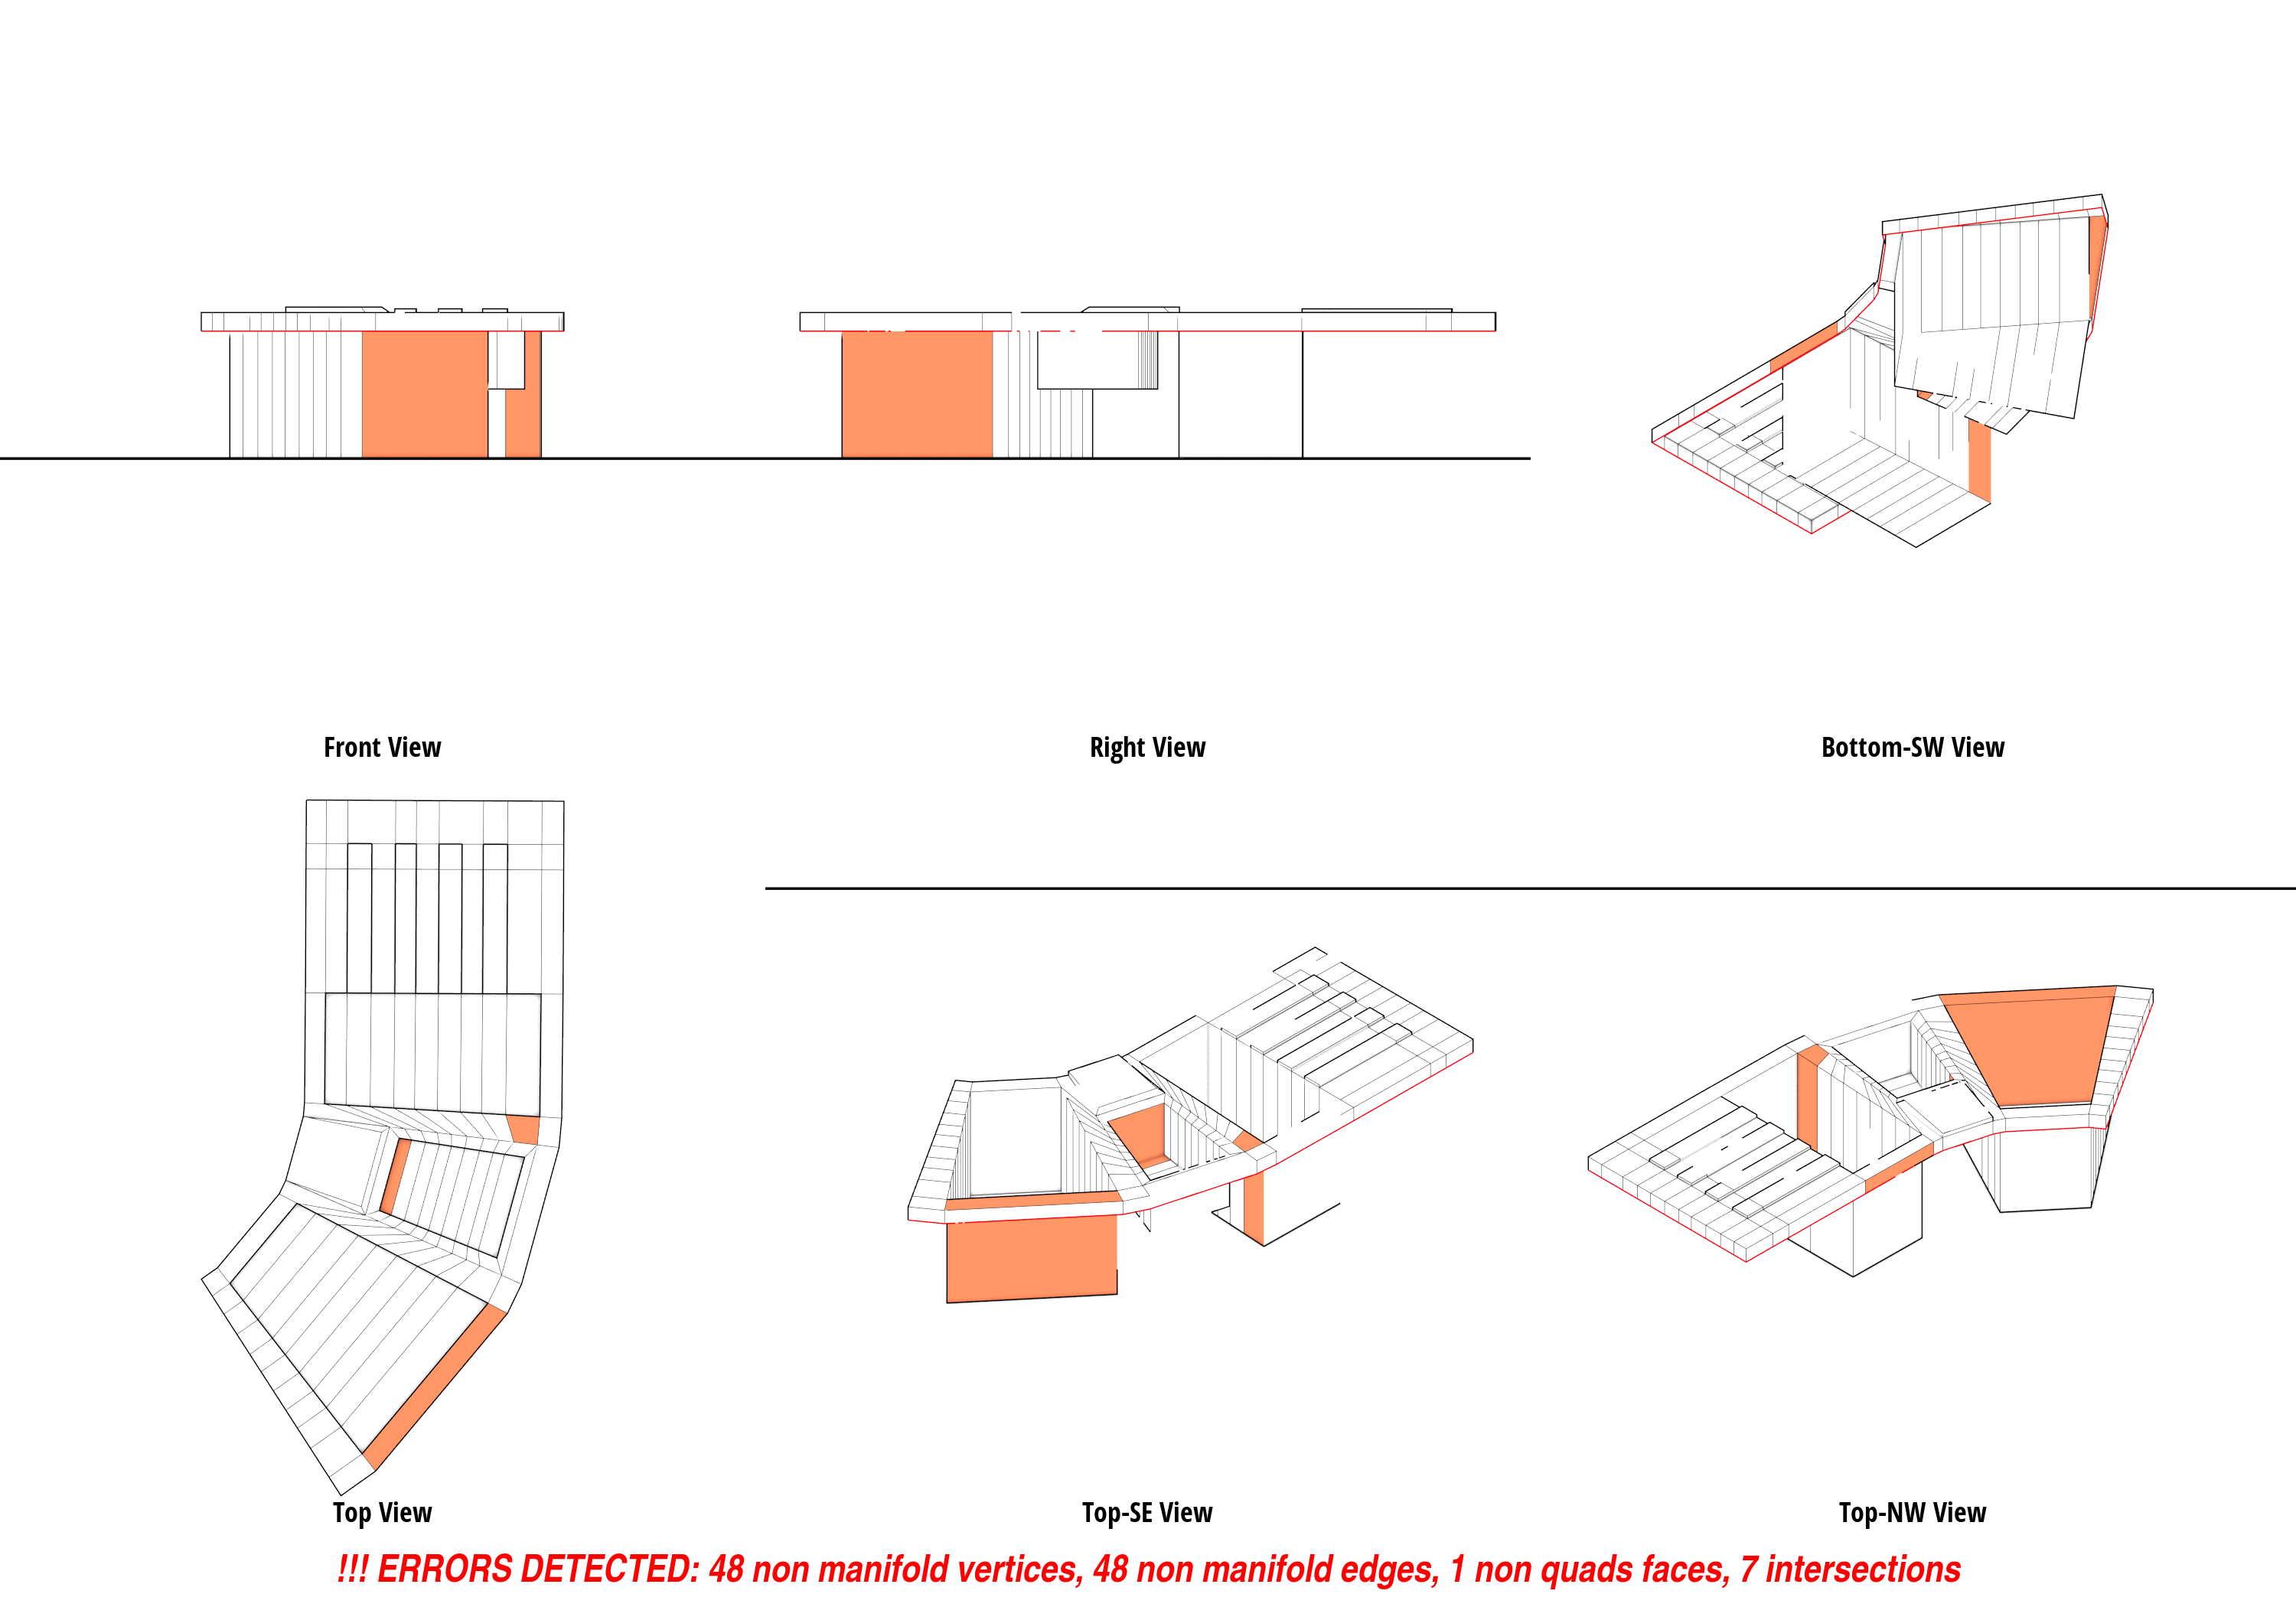 Front View
Right View
Bottom-SW View
Top View
Top-SE View
Top-NW View
!!! ERRORS DETECTED: 48 non manifold vertices, 48 non manifold edges, 1 non quads faces, 7 intersections